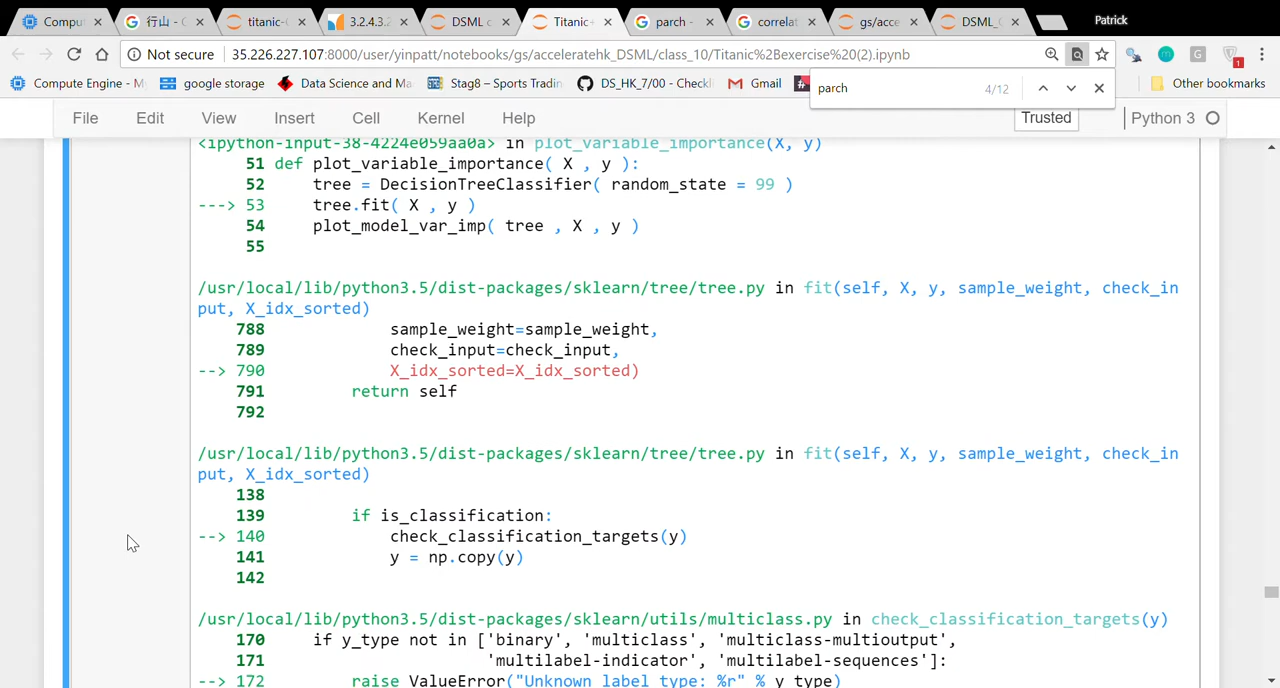 Comput
行山 - G
titanic-
3.2.4.3.
DSML c
Titanic+
parch -
correlat
gs/acce
DSML_
Patrick
Not secure
35.226.227.107:8000/user/yinpatt/notebooks/gs/acceleratehk_DSML/class_10/Titanic%2Bexercise%20(2).ipynb
Compute Engine - My
google storage
Data Science and Ma
Stag8 – Sports Tradin
DS_HK_7/00 - Checkl
Gmail
Other bookmarks
parch
4/12
File
Edit
View
Insert
Cell
Kernel
Help
Trusted
Python 3
<ipython-input-38-4224e059aa0a> in plot_variable_importance(X, y)
51 def plot_variable_importance( X , y ):
52 tree = DecisionTreeClassifier( random_state = 99 )
---> 53 tree.fit( X , y )
54 plot_model_var_imp( tree , X , y )
55
/usr/local/lib/python3.5/dist-packages/sklearn/tree/tree.py in fit(self, X, y, sample_weight, check_in
put, X_idx_sorted)
788 sample_weight=sample_weight,
789 check_input=check_input,
--> 790 X_idx_sorted=X_idx_sorted)
791 return self
792
/usr/local/lib/python3.5/dist-packages/sklearn/tree/tree.py in fit(self, X, y, sample_weight, check_in
put, X_idx_sorted)
138
139 if is_classification:
--> 140 check_classification_targets(y)
141 y = np.copy(y)
142
/usr/local/lib/python3.5/dist-packages/sklearn/utils/multiclass.py in check_classification_targets(y)
170 if y_type not in ['binary', 'multiclass', 'multiclass-multioutput',
171 'multilabel-indicator', 'multilabel-sequences']:
--> 172 raise ValueError("Unknown label type: %r" % y_type)